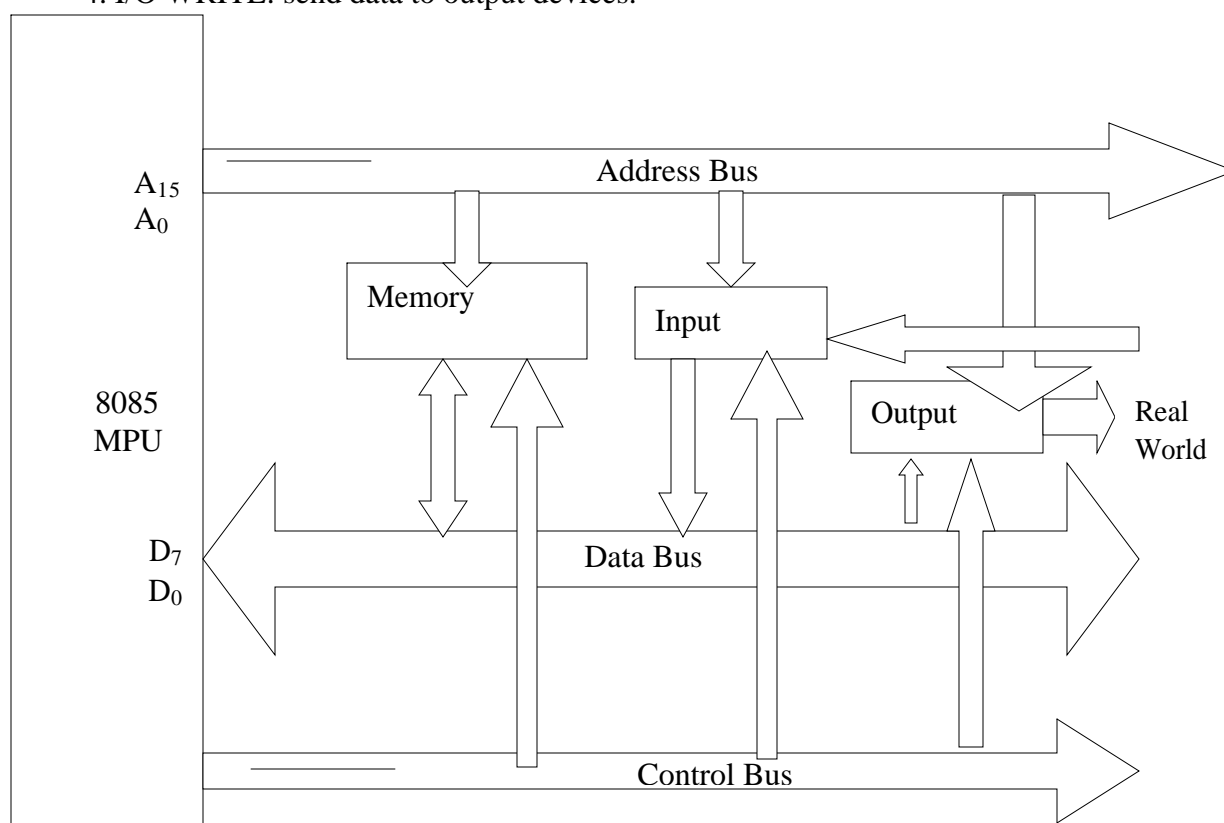 4. I/O WRITE: send data to output devices.
Address Bus
A₁₅
A₀
Memory
Input
8085
MPU
Output
Real
World
D₇
D₀
Data Bus
Control Bus